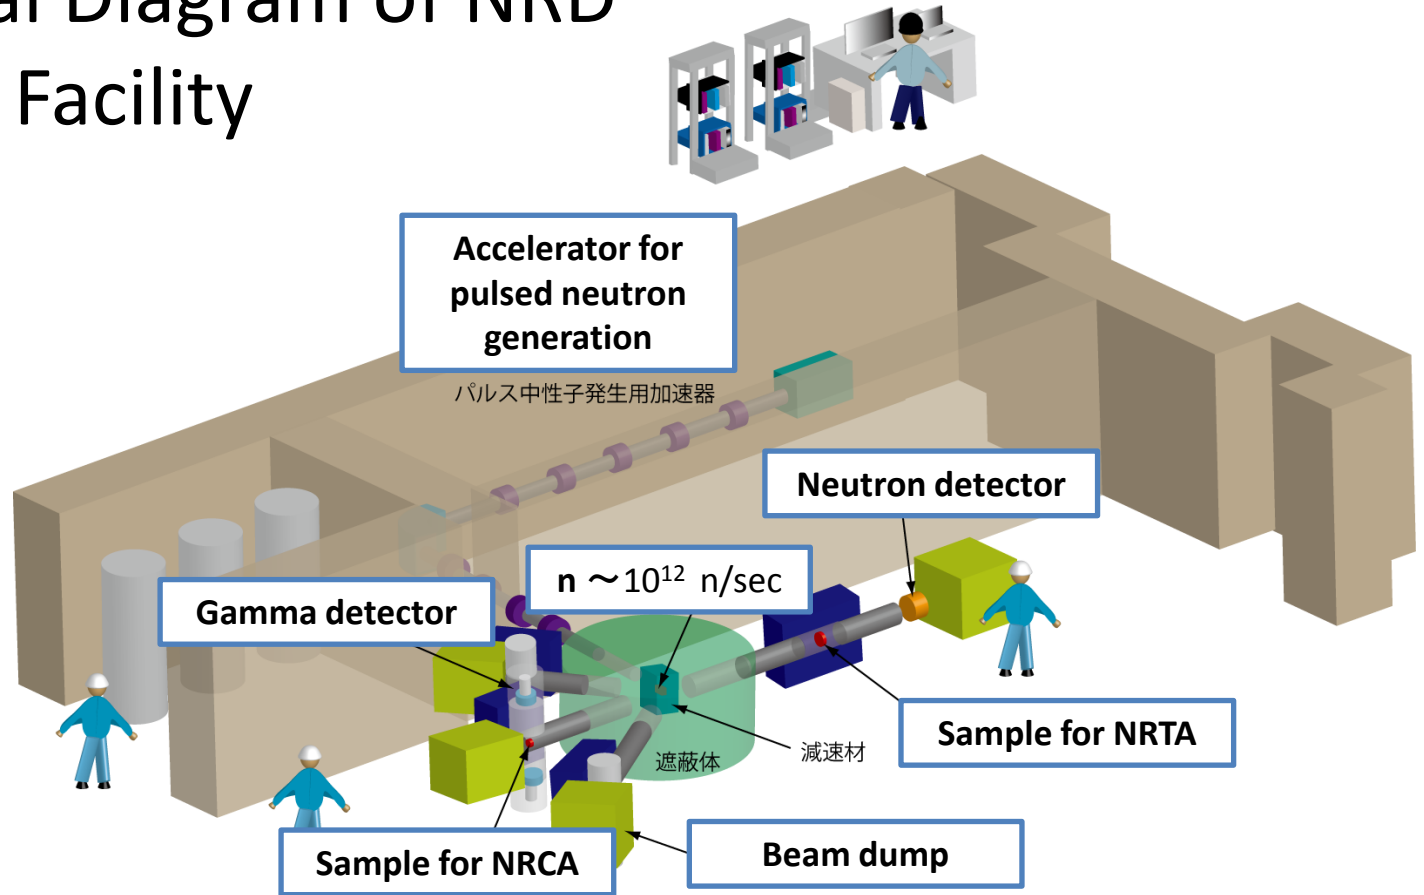 al Diagram of NRD
Facility
Accelerator for
pulsed neutron
generation
パルス中性子発生用加速器
Neutron detector
n ～10¹² n/sec
Gamma detector
Sample for NRTA
減速材
遮蔽体
Sample for NRCA
Beam dump